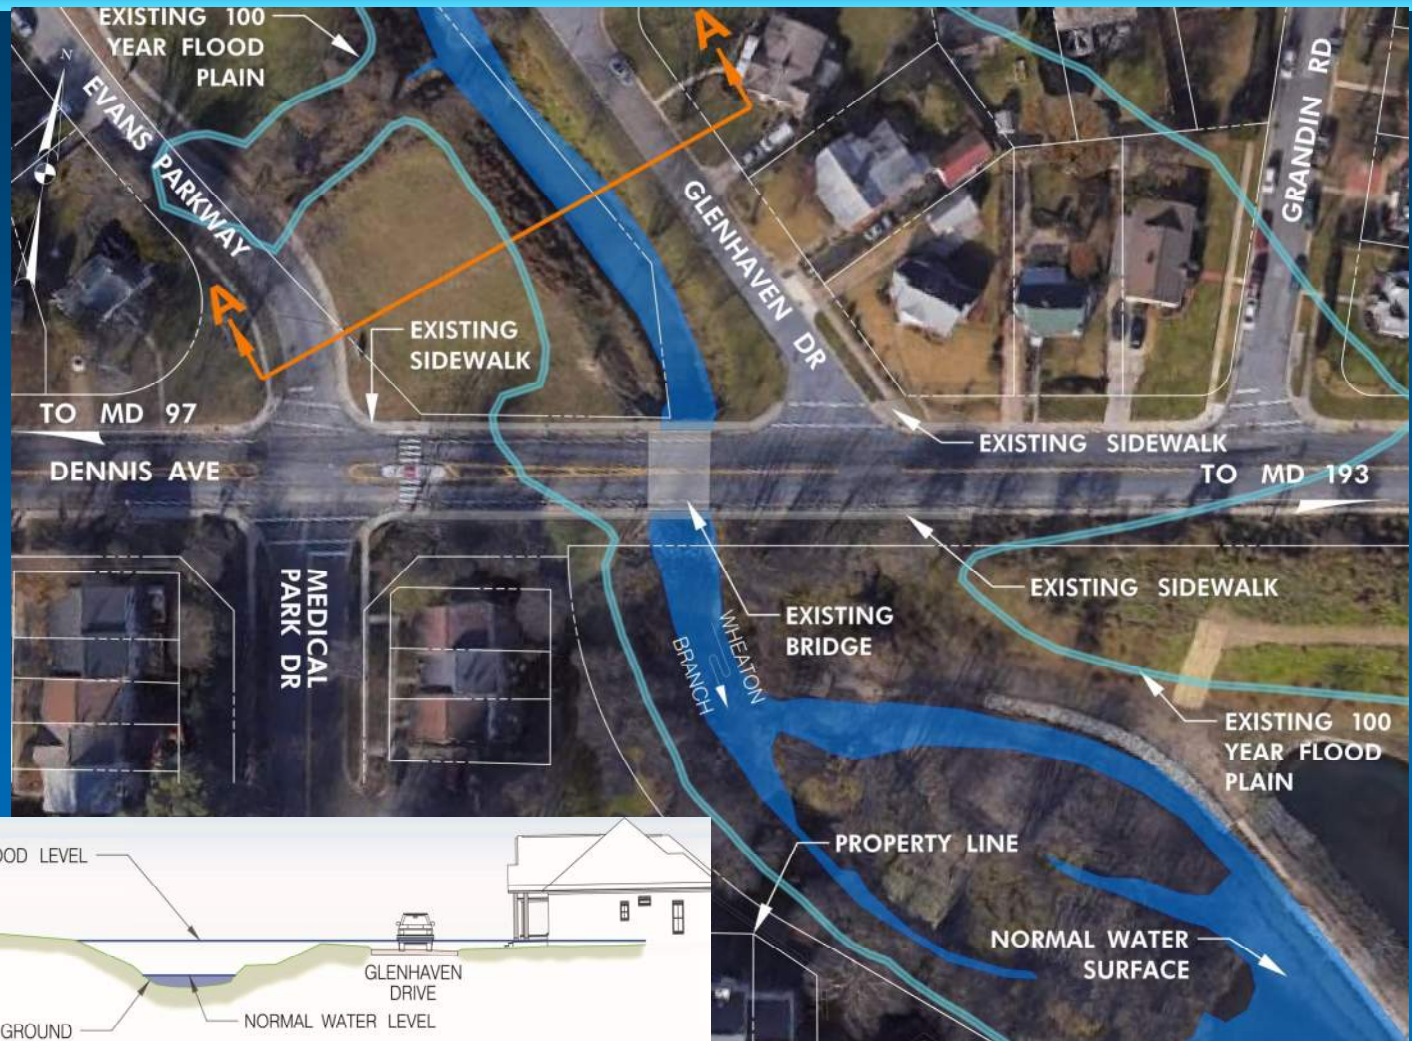 EXISTING 100
YEAR FLOOD
PLAIN
N
EVANS PARKWAY
A
A
GLENHAVEN DR
GRANDIN RD
EXISTING
SIDEWALK
TO MD 97
DENNIS AVE
EXISTING SIDEWALK
TO MD 193
MEDICAL
PARK DR
EXISTING
BRIDGE
EXISTING SIDEWALK
WHEATON
BRANCH
EXISTING 100
YEAR FLOOD
PLAIN
PROPERTY LINE
NORMAL WATER
SURFACE
LEVEL
GLENHAVEN
DRIVE
GROUND
NORMAL WATER LEVEL